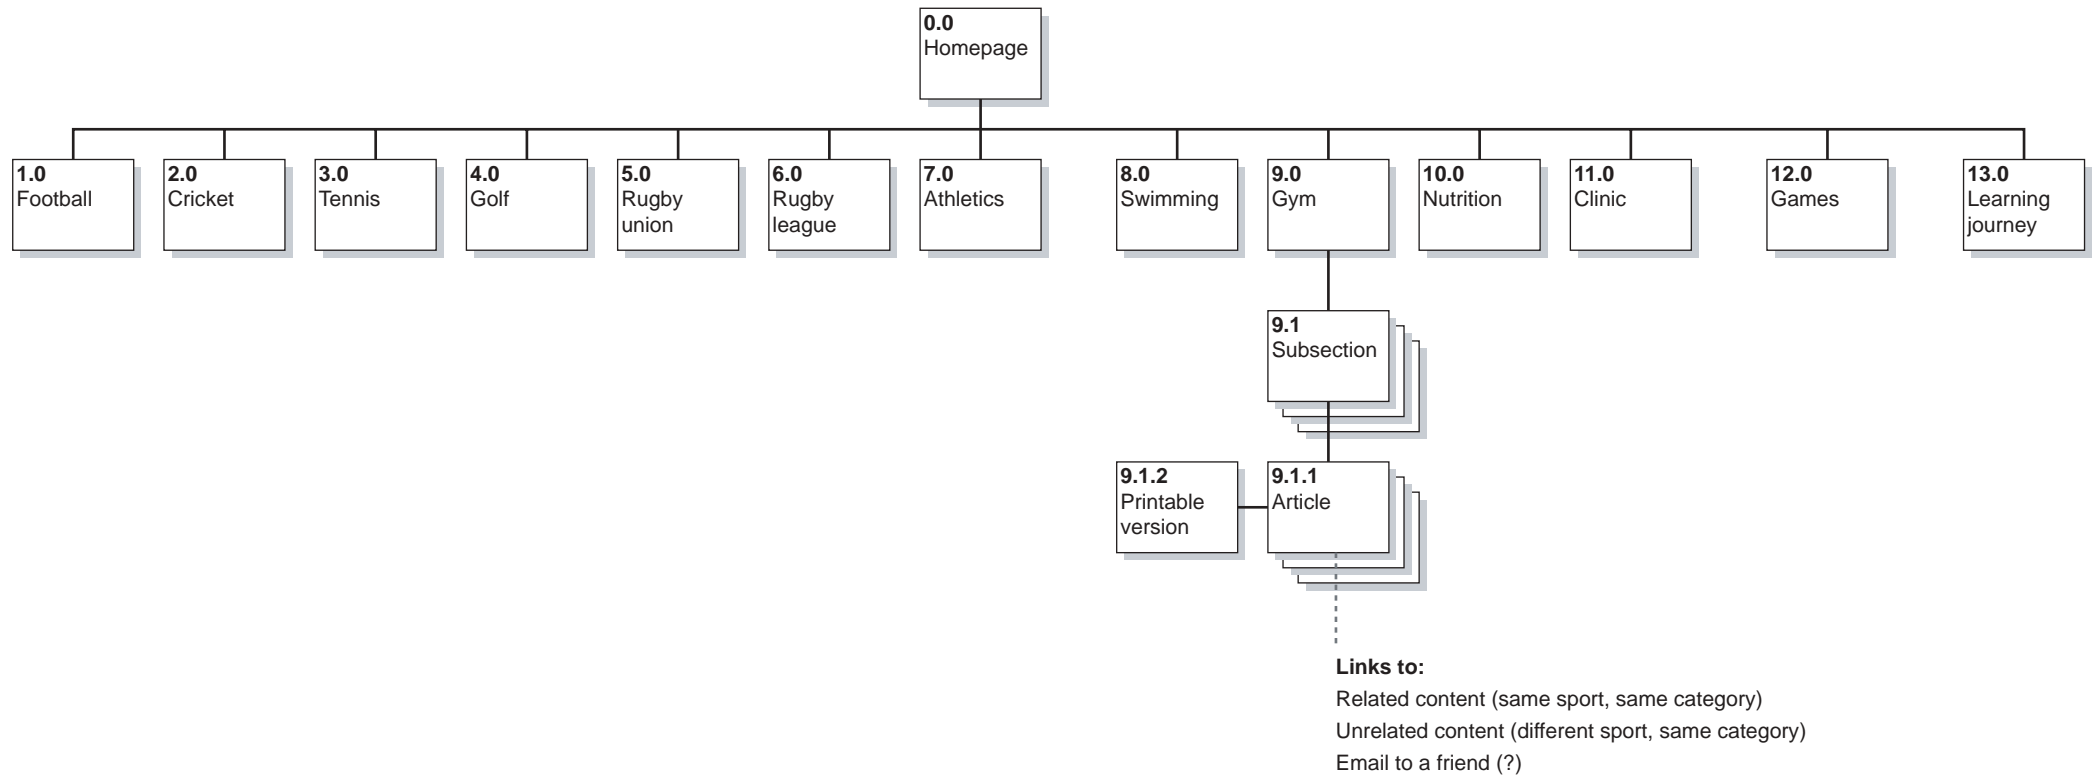 0.0
Homepage
1.0
Football
2.0
Cricket
3.0
Tennis
4.0
Golf
5.0
Rugby
union
6.0
Rugby
league
7.0
Athletics
8.0
Swimming
9.0
Gym
10.0
Nutrition
11.0
Clinic
12.0
Games
13.0
Learning
journey
9.1
Subsection
9.1.2
Printable
version
9.1.1
Article
Links to:
Related content (same sport, same category)
Unrelated content (different sport, same category)
Email to a friend (?)